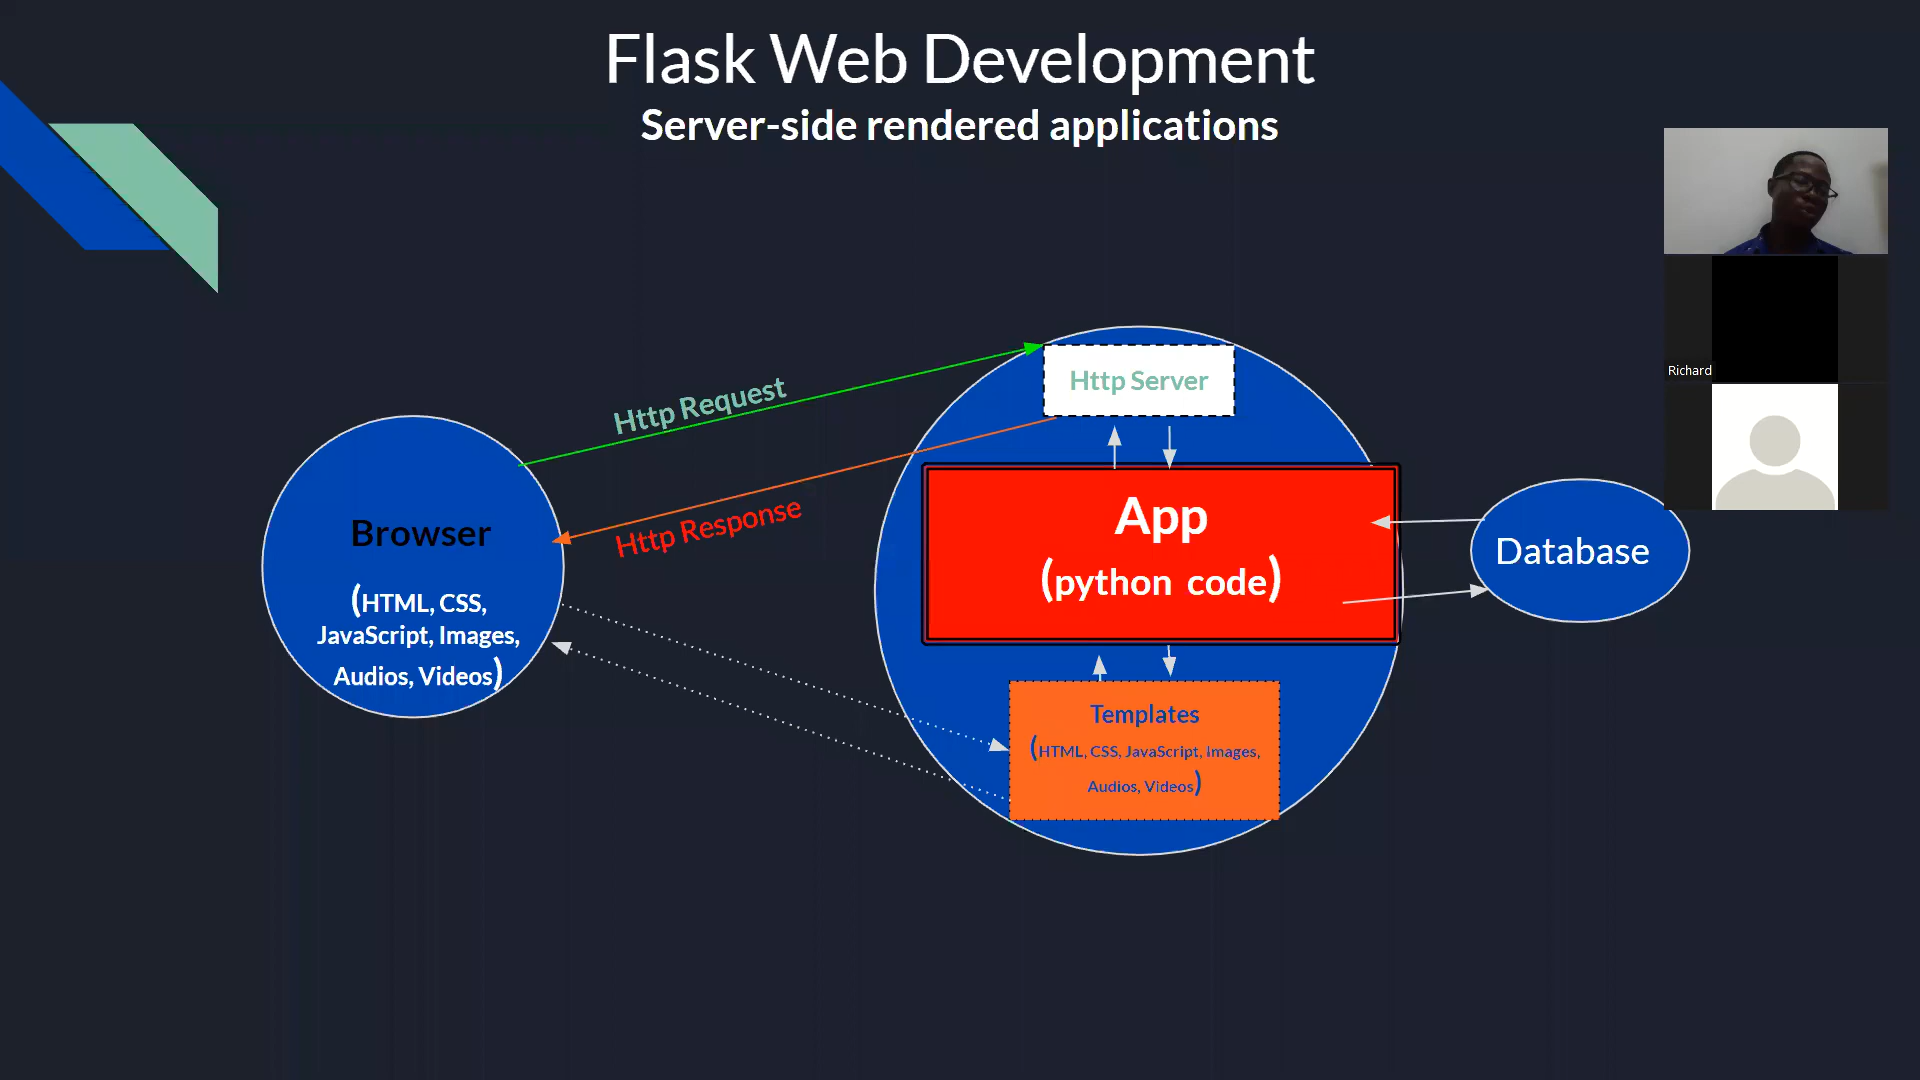 Flask Web Development
Server-side rendered applications
Richard
Http Request
Http Server
Http Response
Browser
(HTML, CSS,
JavaScript, Images,
Audios, Videos)
App
(python code)
Database
Templates
(HTML, CSS, JavaScript, Images,
Audios, Videos)